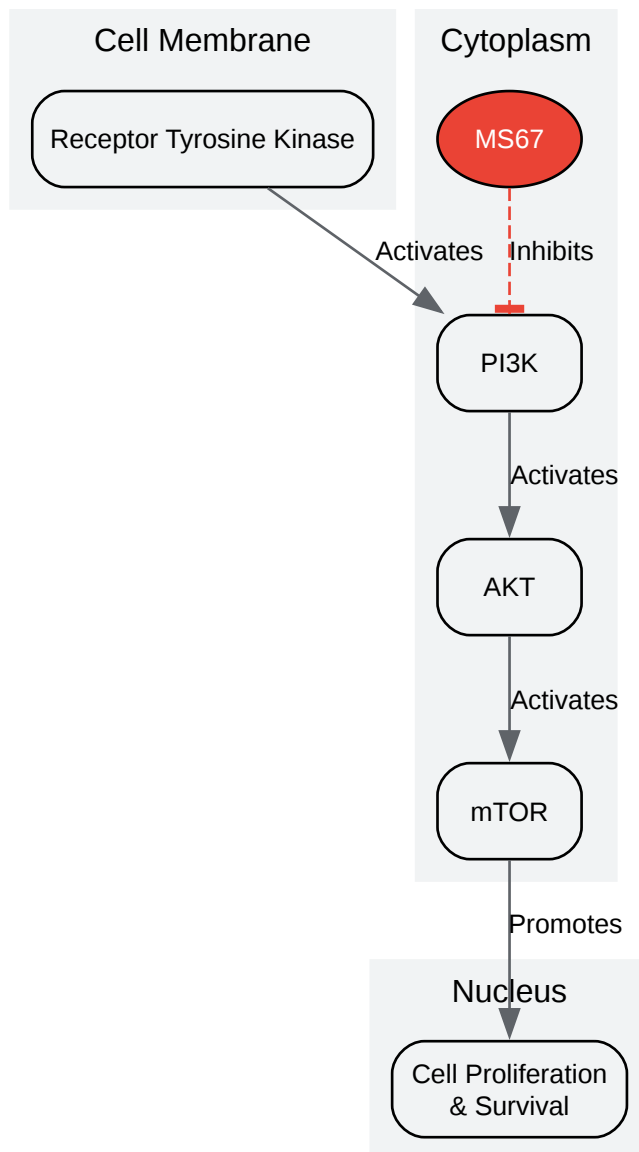 Cell Membrane
Cytoplasm
Receptor Tyrosine Kinase
MS67
Activates
Inhibits
PI3K
Activates
AKT
Activates
mTOR
Promotes
Nucleus
Cell Proliferation
& Survival